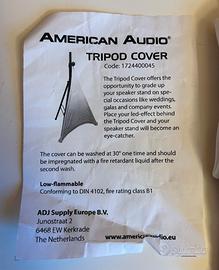 AMERICAN AUDIO®
TRIPOD COVER
Code: 1724400045
The Tripod Cover offers the
opportunity to grade up
your speaker stand on spe-
cial occasions like weddings,
galas and company events.
Place your led-effect behind
the Tripod Cover and your
speaker stand will become an
eye-catcher.
The cover can be washed at 30° one time and should
be impregnated with a fire retardant liquid after the
second wash.
Low-flammable
Conforming to DIN 4102, fire rating class B1
ADJ Supply Europe B.V.
Junostraat 2
6468 EW Kerkrade
The Netherlands
www.americanaudio.eu